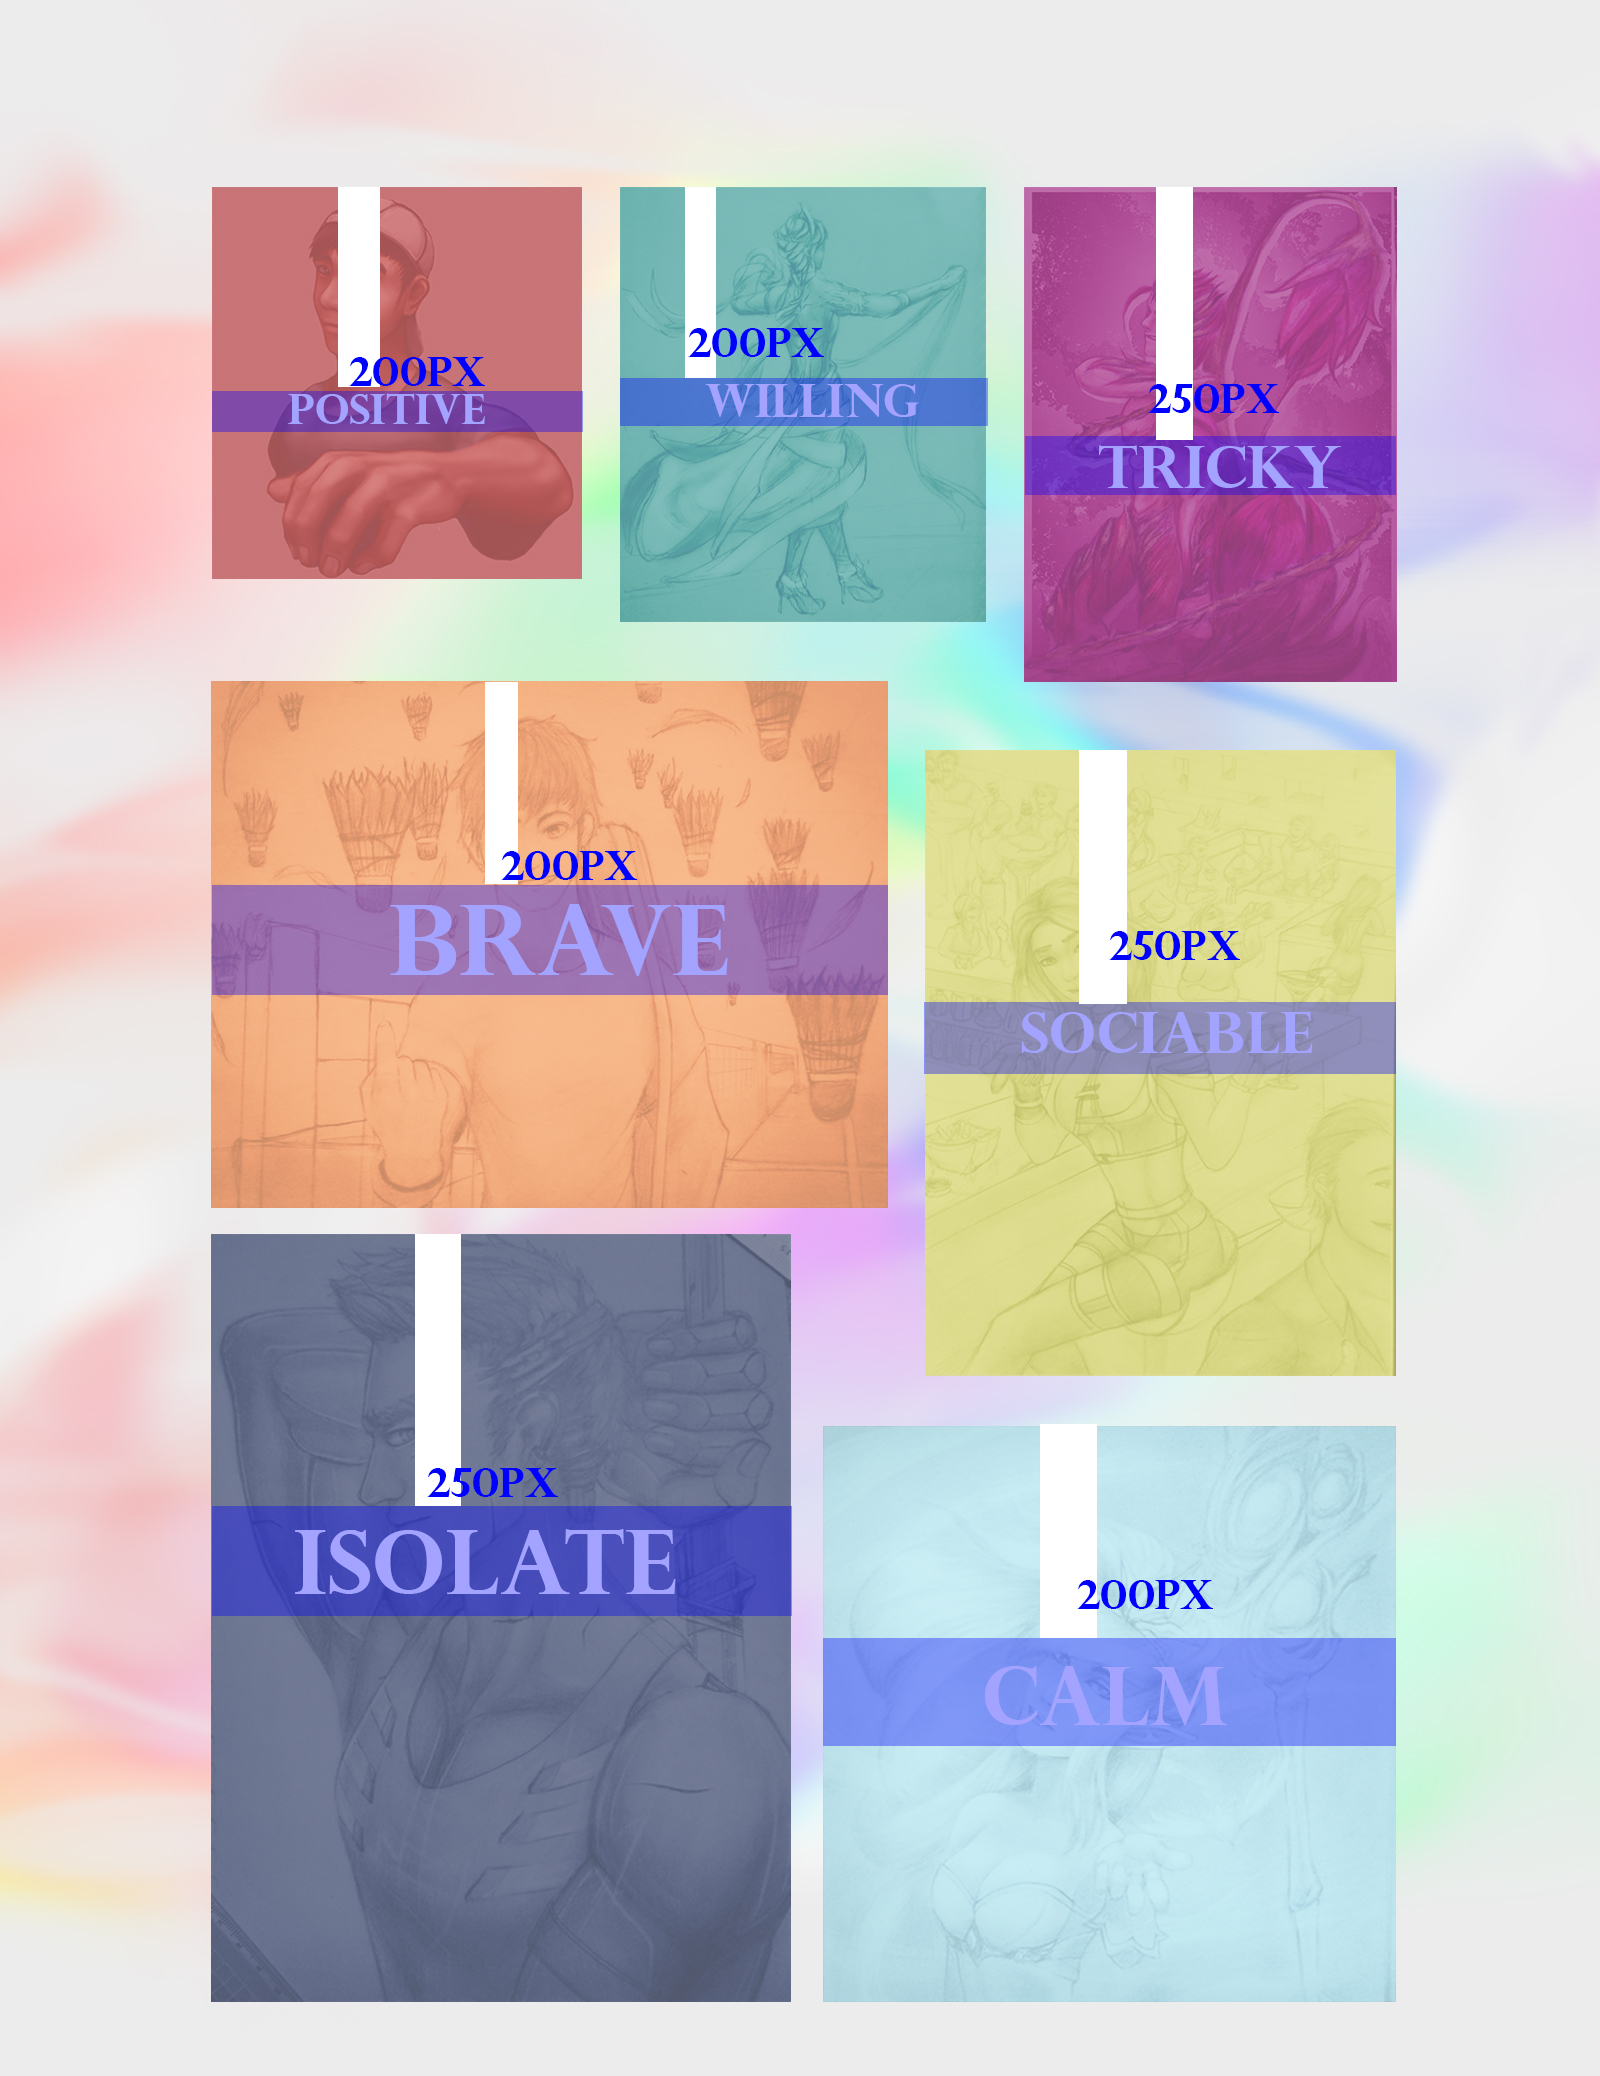 200PX
POSITIVE
200PX
WILLING
250PX
TRICKY
200PX
BRAVE
250PX
SOCIABLE
250PX
ISOLATE
200PX
CALM